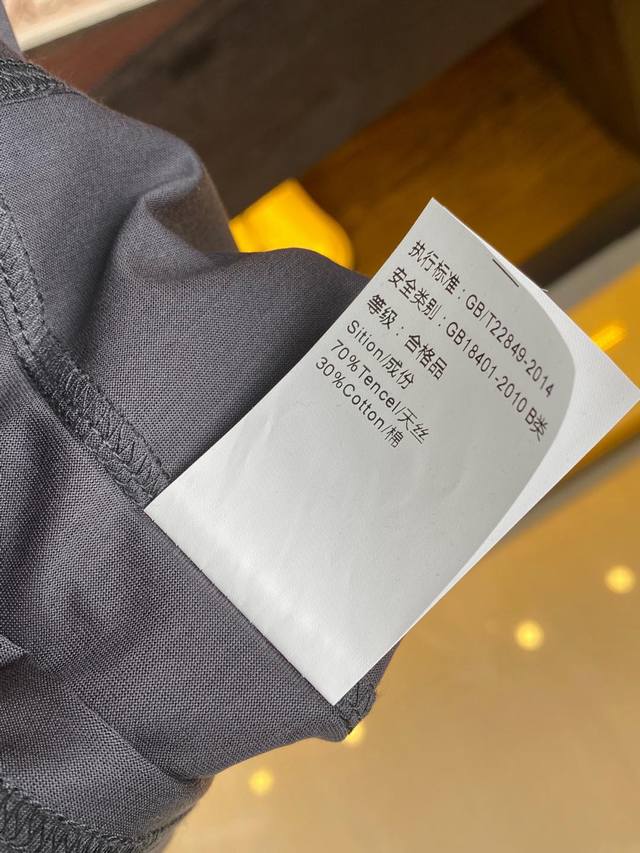 执行标准：GB/T22849-2014
安全类别：GB18401-2010 B类
等级：合格品
Sition/成份
70%Tencel/天丝
30%Cotton/棉